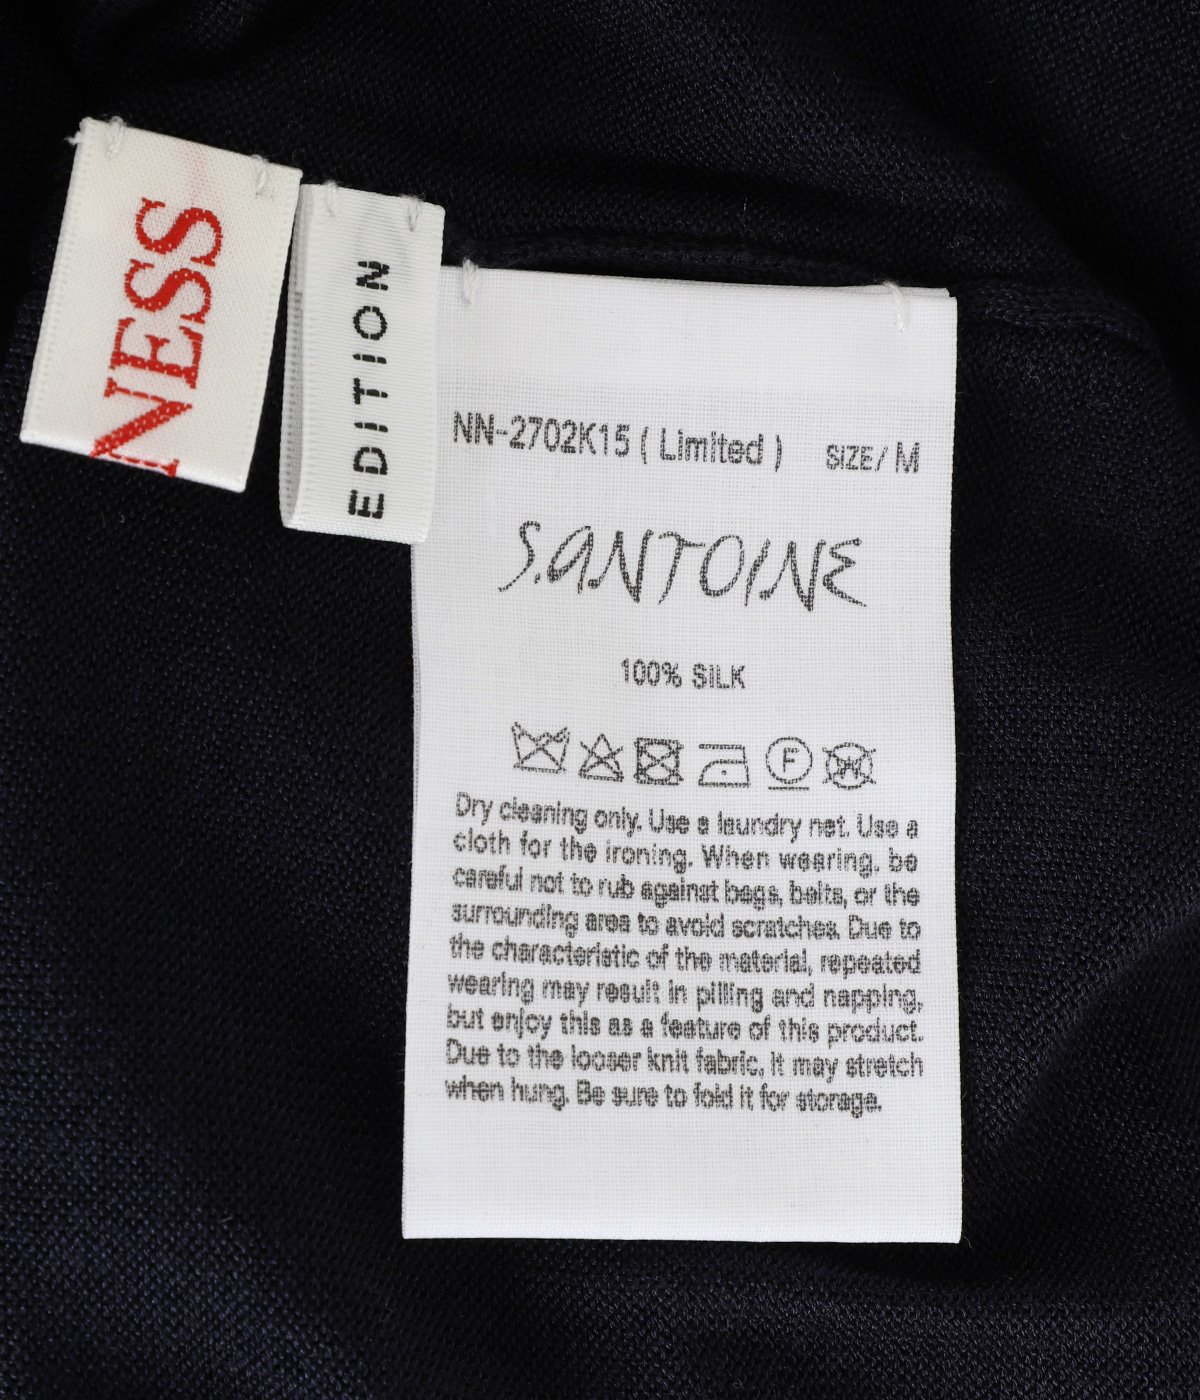 NESS
EDITION
NN-2702K15 ( Limited ) SIZE/ M
S.ANTOINE
100% SILK
F
W
Dry cleaning only. Use a laundry net. Use a
cloth for the ironing. When wearing, be
careful not to rub against bags, belts, or the
surrounding area to avoid scratches. Due to
the characteristic of the material, repeated
wearing may result in pilling and napping,
but enjoy this as a feature of this product.
Due to the looser knit fabric, it may stretch
when hung. Be sure to fold it for storage.